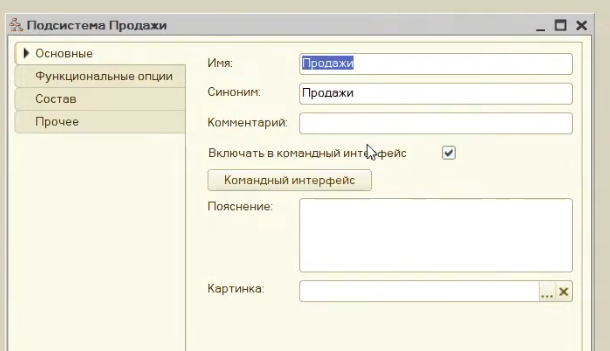 Подсистема Продажи
Основные
Функциональные опции
Состав
Прочее
Имя: Продажи
Синоним: Продажи
Комментарий:
Включать в командный интерфейс
Командный интерфейс
Пояснение:
Картинка:
...